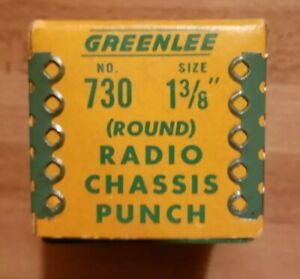 GREENLEE
NO. SIZE
730 1 3/8"
(ROUND)
RADIO
CHASSIS
PUNCH